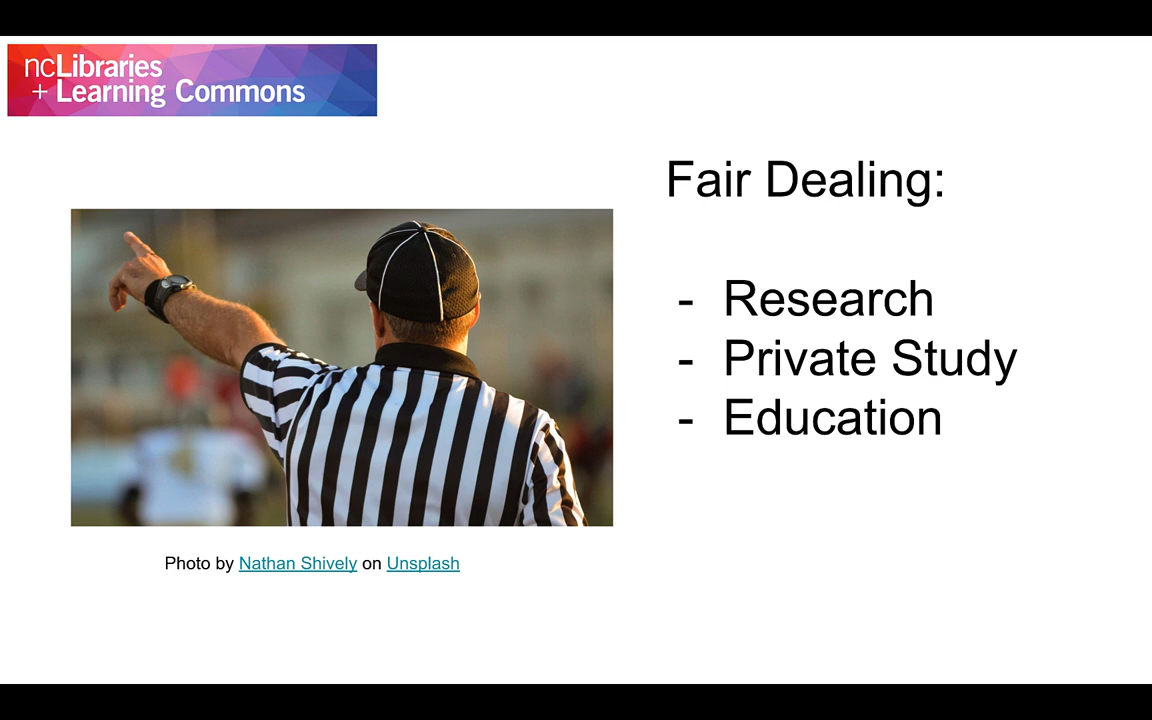 ncLibraries
+ Learning Commons
Fair Dealing:
- Research
- Private Study
- Education
Photo by Nathan Shively on Unsplash